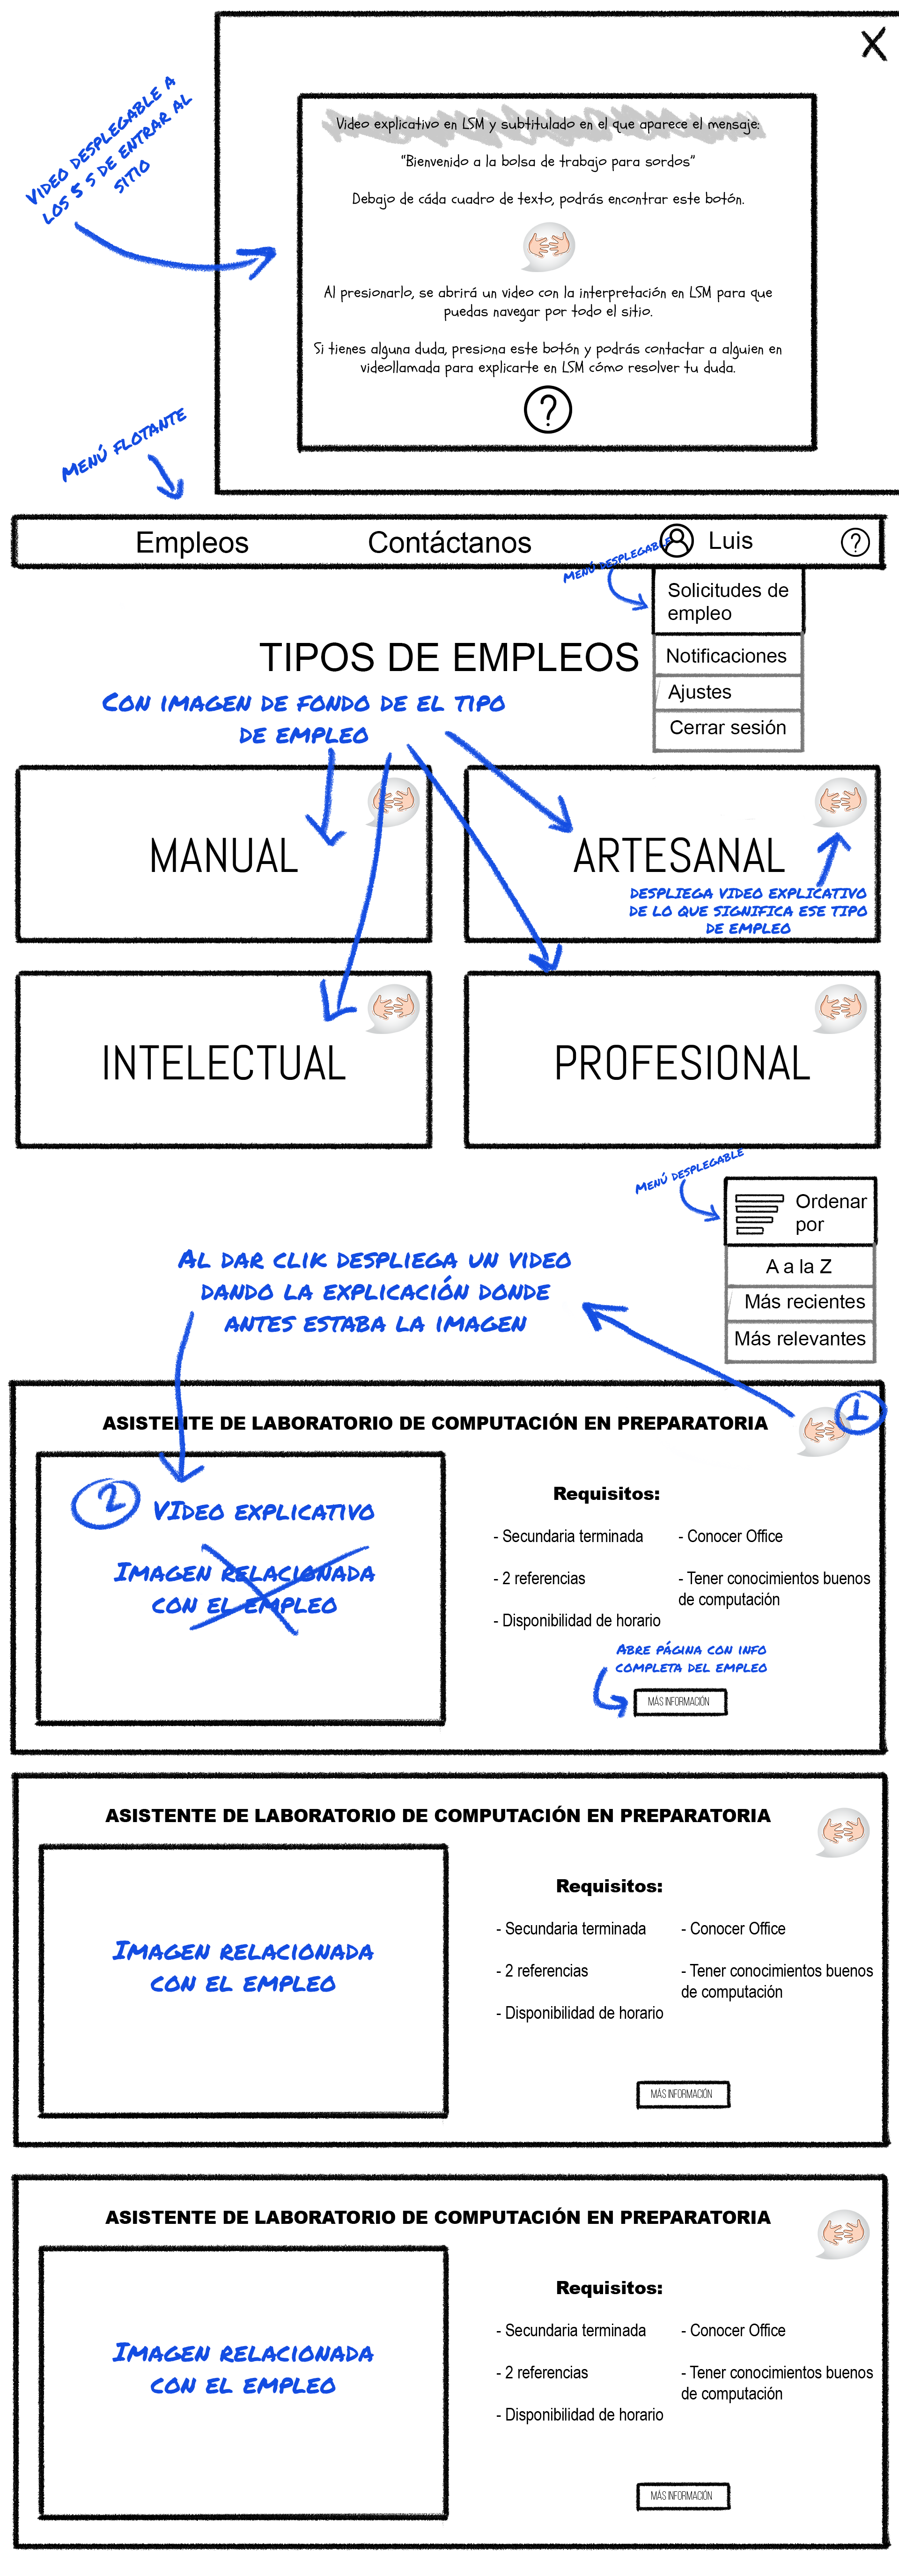 X
Video desplegable a
los 5 s de entrar al
sitio
Video explicativo en LSM y subtitulado en el que aparece el mensaje:
"Bienvenido a la bolsa de trabajo para sordos"
Debajo de cáda cuadro de texto, podrás encontrar este botón.
Al presionarlo, se abrirá un video con la interpretación en LSM para que
puedas navegar por todo el sitio.
Si tienes alguna duda, presiona este botón y podrás contactar a alguien en
videollamada para explicarte en LSM cómo resolver tu duda.
?
Menú flotante
Empleos Contáctanos Luis ?
Menú desplegable
Solicitudes de
empleo
Notificaciones
Ajustes
Cerrar sesión
TIPOS DE EMPLEOS
Con imagen de fondo de el tipo
de empleo
MANUAL
ARTESANAL
despliega video explicativo
de lo que significa ese tipo
de empleo
INTELECTUAL
PROFESIONAL
Menú desplegable
Ordenar
por
A a la Z
Más recientes
Más relevantes
Al dar clik despliega un video
dando la explicación donde
antes estaba la imagen
1
ASISTENTE DE LABORATORIO DE COMPUTACIÓN EN PREPARATORIA
2
Video explicativo
Imagen relacionada
con el empleo
Requisitos:
- Secundaria terminada
- 2 referencias
- Disponibilidad de horario
- Conocer Office
- Tener conocimientos buenos
de computación
Abre página con info
completa del empleo
MÁS INFORMACIÓN
ASISTENTE DE LABORATORIO DE COMPUTACIÓN EN PREPARATORIA
Imagen relacionada
con el empleo
Requisitos:
- Secundaria terminada
- 2 referencias
- Disponibilidad de horario
- Conocer Office
- Tener conocimientos buenos
de computación
MÁS INFORMACIÓN
ASISTENTE DE LABORATORIO DE COMPUTACIÓN EN PREPARATORIA
Imagen relacionada
con el empleo
Requisitos:
- Secundaria terminada
- 2 referencias
- Disponibilidad de horario
- Conocer Office
- Tener conocimientos buenos
de computación
MÁS INFORMACIÓN